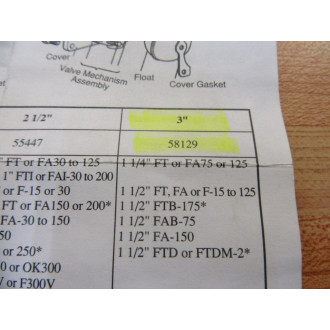 Cover
Valve Mechanism
Assembly
Float
Cover Gasket
2 1/2" 3"
55447 58129
" FT or FA30 to 125 1 1/4" FT or FA75 or 125
1" FTI or FAI-30 to 200
or F-15 or 30 1 1/2" FT, FA or F-15 to 125
FT or FA150 or 200* 1 1/2" FTB-175*
FA-30 to 150 1 1/2" FAB-75
50 1 1/2" FA-150
or 250* 1 1/2" FTD or FTDM-2*
0 or OK300
or F300V